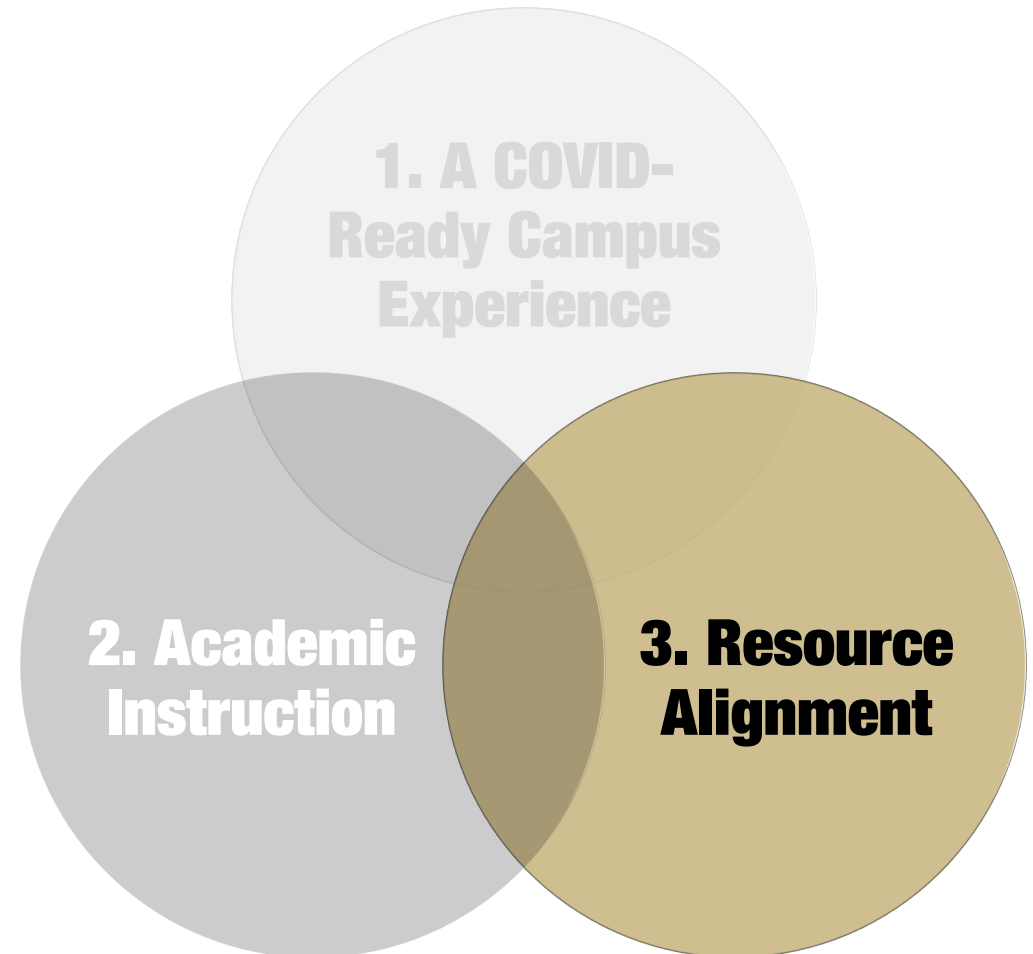 1. A COVID-
Ready Campus
Experience
2. Academic
Instruction
3. Resource
Alignment